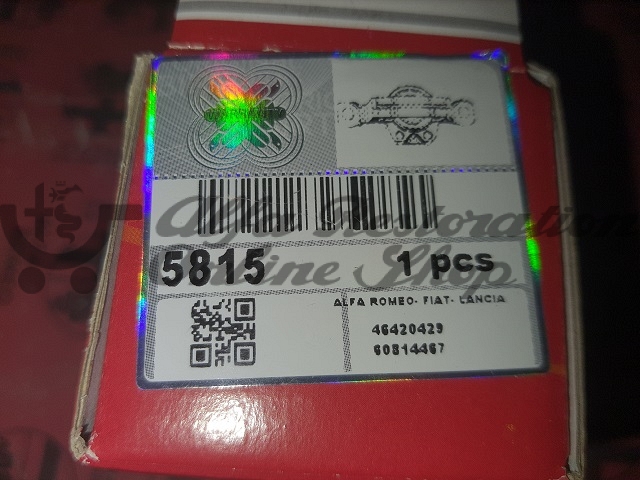 5815
1 pcs
ALFA ROMEO- FIAT- LANCIA
46420429
60814467
Alfa Restoration
Online Shop